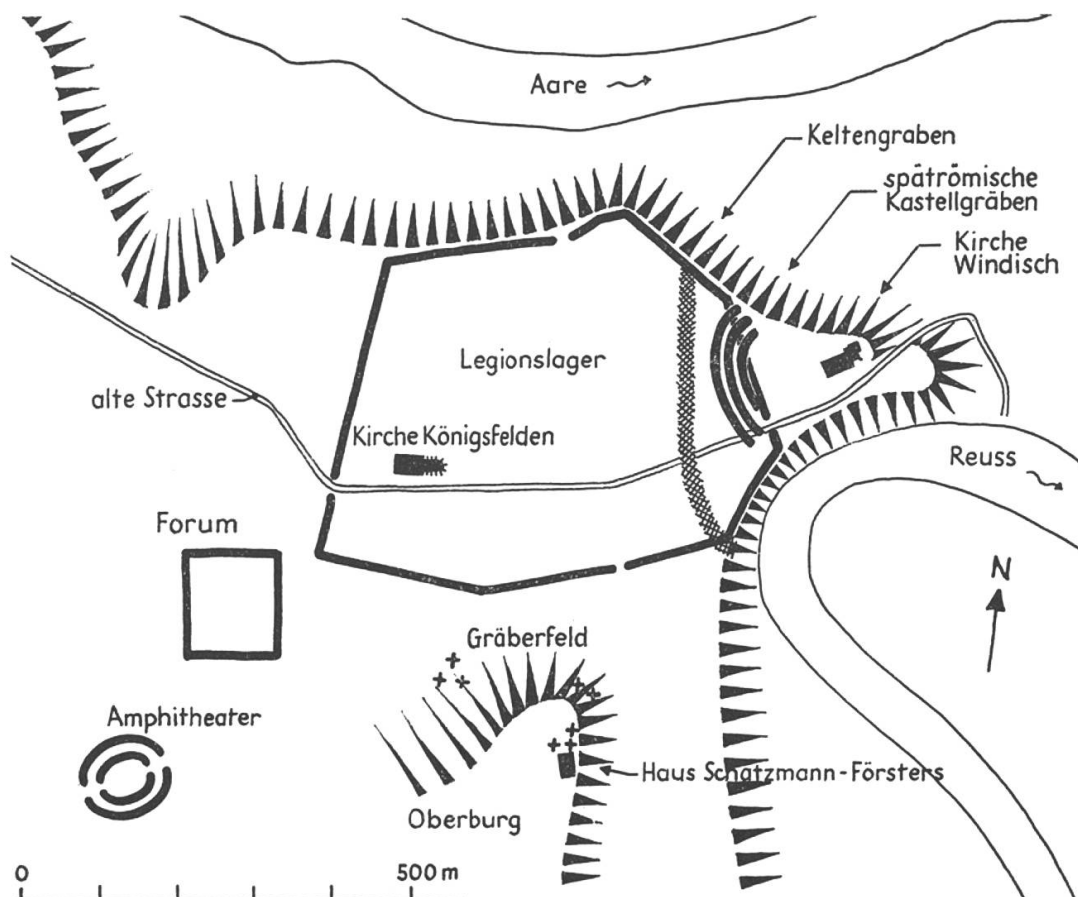 Aare
Keltengraben
spätrömische
Kastellgräben
Kirche
Windisch
Legionslager
alte Strasse
Kirche Königsfelden
Reuss
Forum
N
Gräberfeld
Amphitheater
Haus Schatzmann-Försters
Oberburg
0
500 m